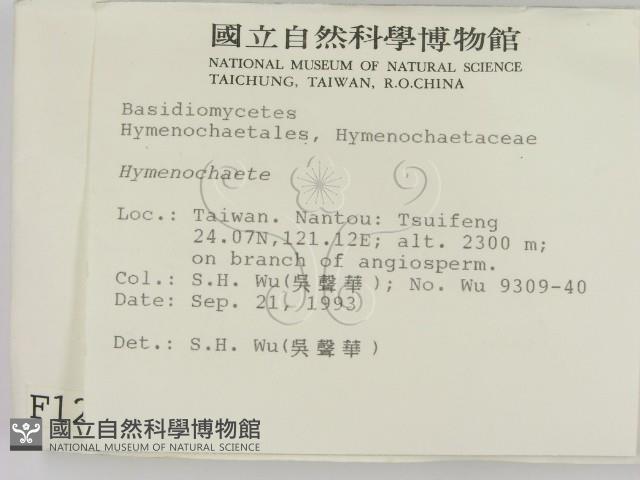 國立自然科學博物館
NATIONAL MUSEUM OF NATURAL SCIENCE
TAICHUNG, TAIWAN, R.O.CHINA
Basidiomycetes
Hymenochaetales, Hymenochaetaceae
Hymenochaete
Loc.: Taiwan. Nantou: Tsuifeng
24.07N,121.12E; alt. 2300 m;
on branch of angiosperm.
Col.: S.H. Wu(吳聲華); No. Wu 9309-40
Date: Sep. 21, 1993
Det.: S.H. Wu(吳聲華)
F12
國立自然科學博物館
NATIONAL MUSEUM OF NATURAL SCIENCE